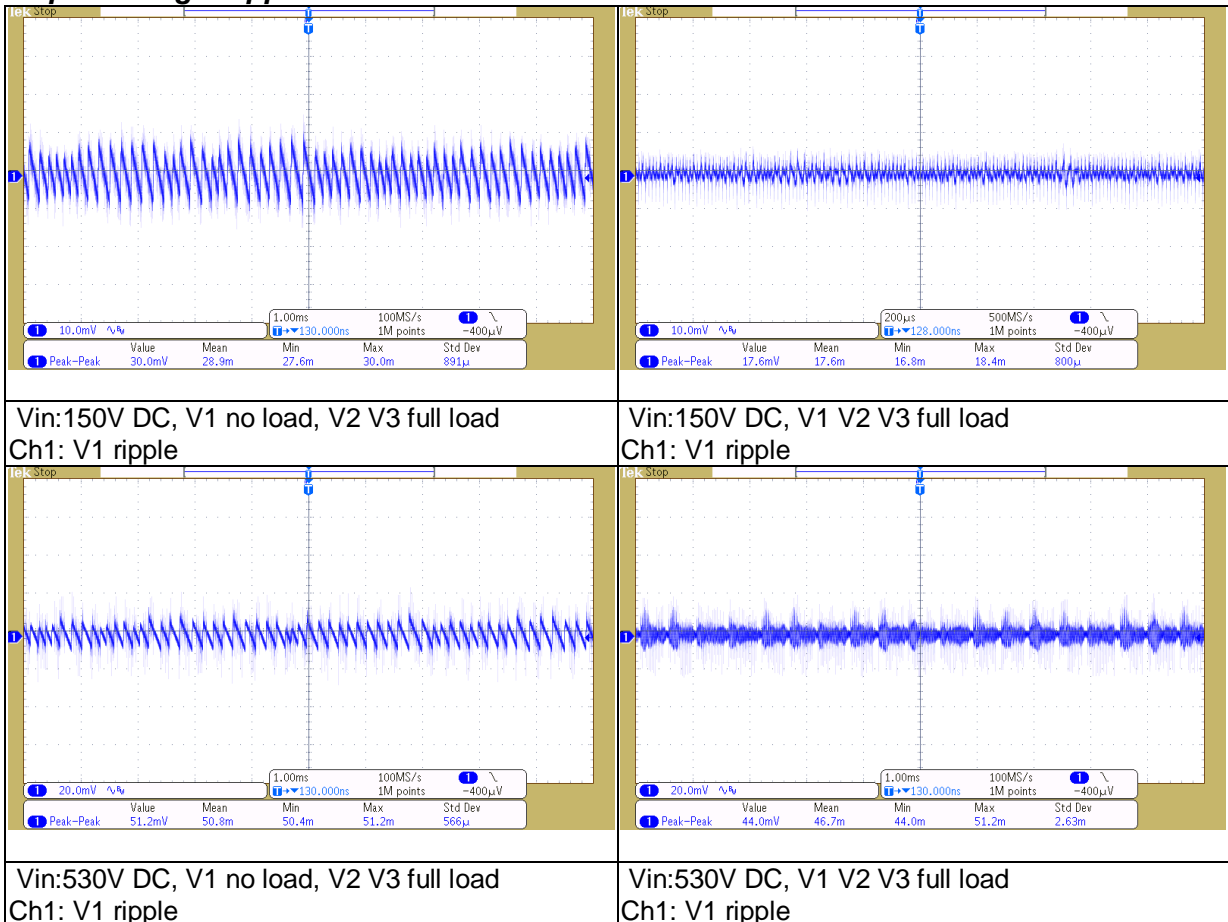 Tek Stop
T
T
1
1.00ms 100MS/s 1 \
1 10.0mV T→▼130.000ns 1M points −400µV
Value Mean Min Max Std Dev
1 Peak–Peak 30.0mV 28.9m 27.6m 30.0m 891µ
Tek Stop
T
T
1
200µs 500MS/s 1 \
1 10.0mV T→▼128.000ns 1M points −400µV
Value Mean Min Max Std Dev
1 Peak–Peak 17.6mV 17.6m 16.8m 18.4m 800µ
Vin:150V DC, V1 no load, V2 V3 full load
Ch1: V1 ripple
Vin:150V DC, V1 V2 V3 full load
Ch1: V1 ripple
Tek Stop
T
T
1
1.00ms 100MS/s 1 \
1 20.0mV T→▼130.000ns 1M points −400µV
Value Mean Min Max Std Dev
1 Peak–Peak 51.2mV 50.8m 50.4m 51.2m 566µ
Tek Stop
T
T
1
1.00ms 100MS/s 1 \
1 20.0mV T→▼130.000ns 1M points −400µV
Value Mean Min Max Std Dev
1 Peak–Peak 44.0mV 46.7m 44.0m 51.2m 2.63m
Vin:530V DC, V1 no load, V2 V3 full load
Ch1: V1 ripple
Vin:530V DC, V1 V2 V3 full load
Ch1: V1 ripple